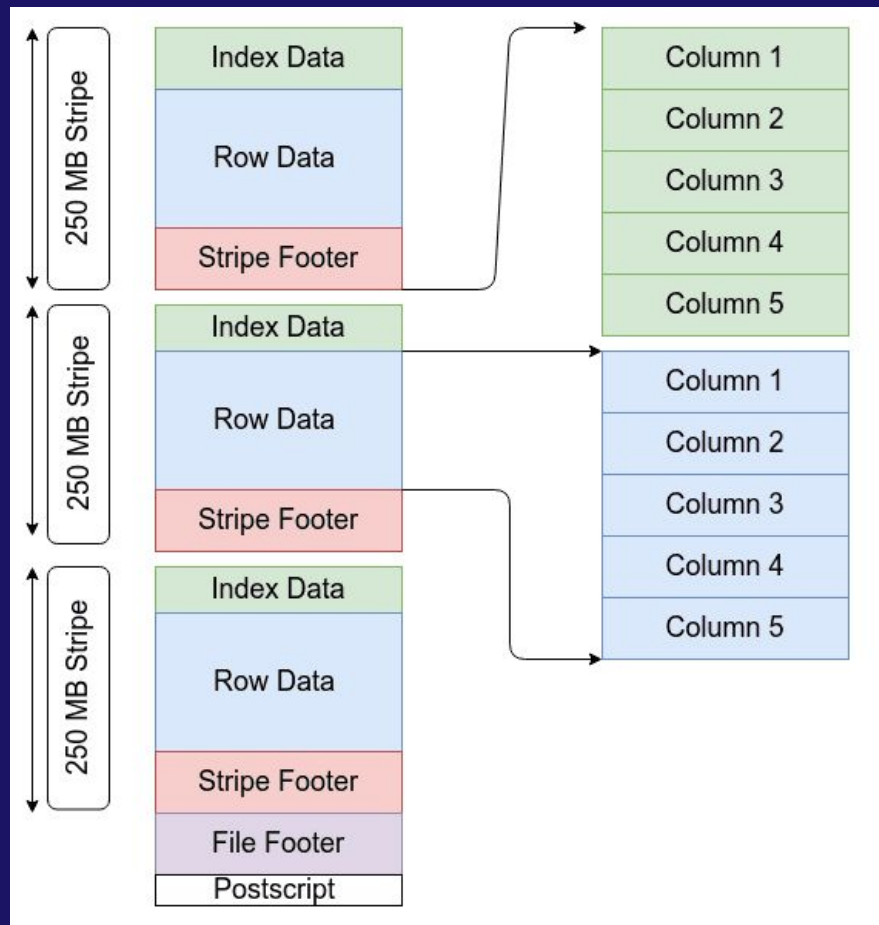 250 MB Stripe
Index Data
Row Data
Stripe Footer
250 MB Stripe
Index Data
Row Data
Stripe Footer
250 MB Stripe
Index Data
Row Data
Stripe Footer
File Footer
Postscript
Column 1
Column 2
Column 3
Column 4
Column 5
Column 1
Column 2
Column 3
Column 4
Column 5